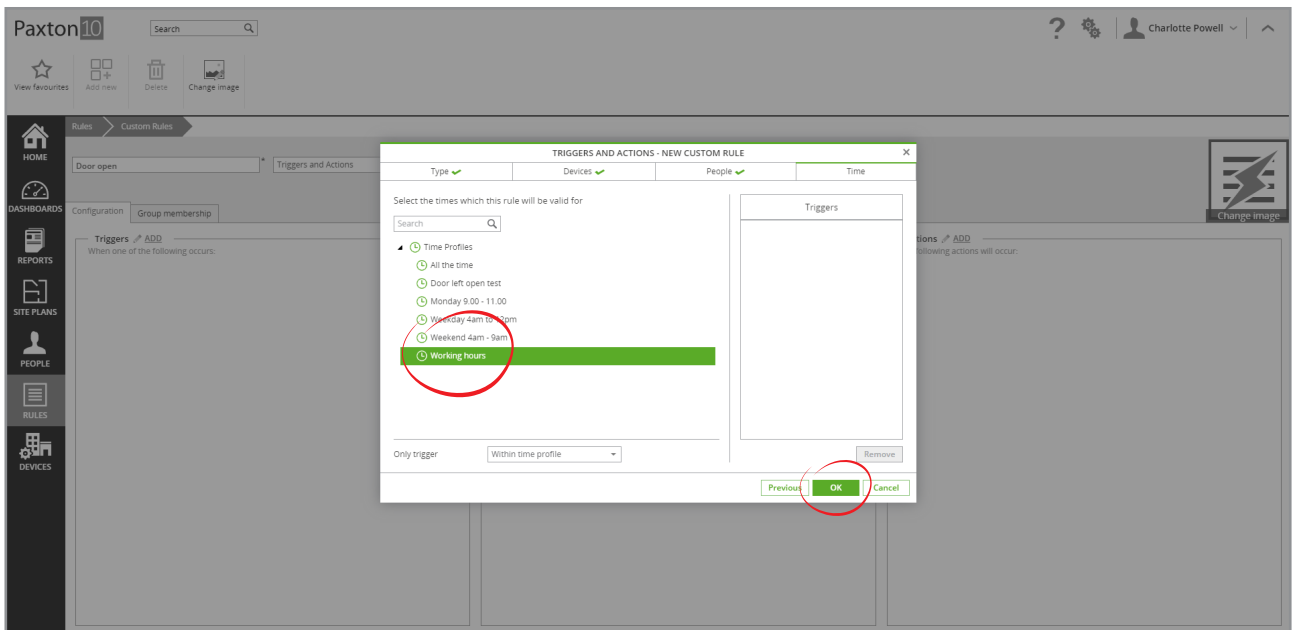 Paxton10
Search
Charlotte Powell
View favourites
Add new
Delete
Change image
Rules
Custom Rules
HOME
DASHBOARDS
REPORTS
SITE PLANS
PEOPLE
RULES
DEVICES
Door open
*
Triggers and Actions
Change image
Configuration
Group membership
Triggers ADD
When one of the following occurs:
tions ADD
following actions will occur:
TRIGGERS AND ACTIONS - NEW CUSTOM RULE
Type
Devices
People
Time
Select the times which this rule will be valid for
Search
Time Profiles
All the time
Door left open test
Monday 9.00 - 11.00
Weekday 4am to 12pm
Weekend 4am - 9am
Working hours
Triggers
Only trigger
Within time profile
Remove
Previous
OK
Cancel